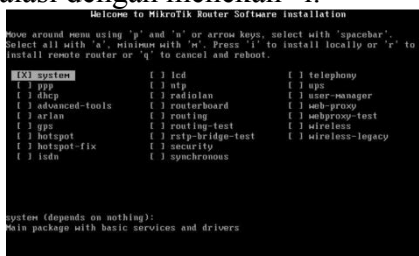 dengan menekan
Welcome to MikroTik Router Software installation
Move around menu using 'p' and 'n' or arrow keys, select with 'spacebar'.
Select all with 'a', minimum with 'm'. Press 'i' to install locally or 'r' to
install remote router or 'q' to cancel and reboot.
[X] system [ ] lcd [ ] telephony
[ ] ppp [ ] ntp [ ] ups
[ ] dhcp [ ] radiolan [ ] user-manager
[ ] advanced-tools [ ] routerboard [ ] web-proxy
[ ] arlan [ ] routing [ ] webproxy-test
[ ] gps [ ] routing-test [ ] wireless
[ ] hotspot [ ] rstp-bridge-test [ ] wireless-legacy
[ ] hotspot-fix [ ] security
[ ] isdn [ ] synchronous
system (depends on nothing):
Main package with basic services and drivers